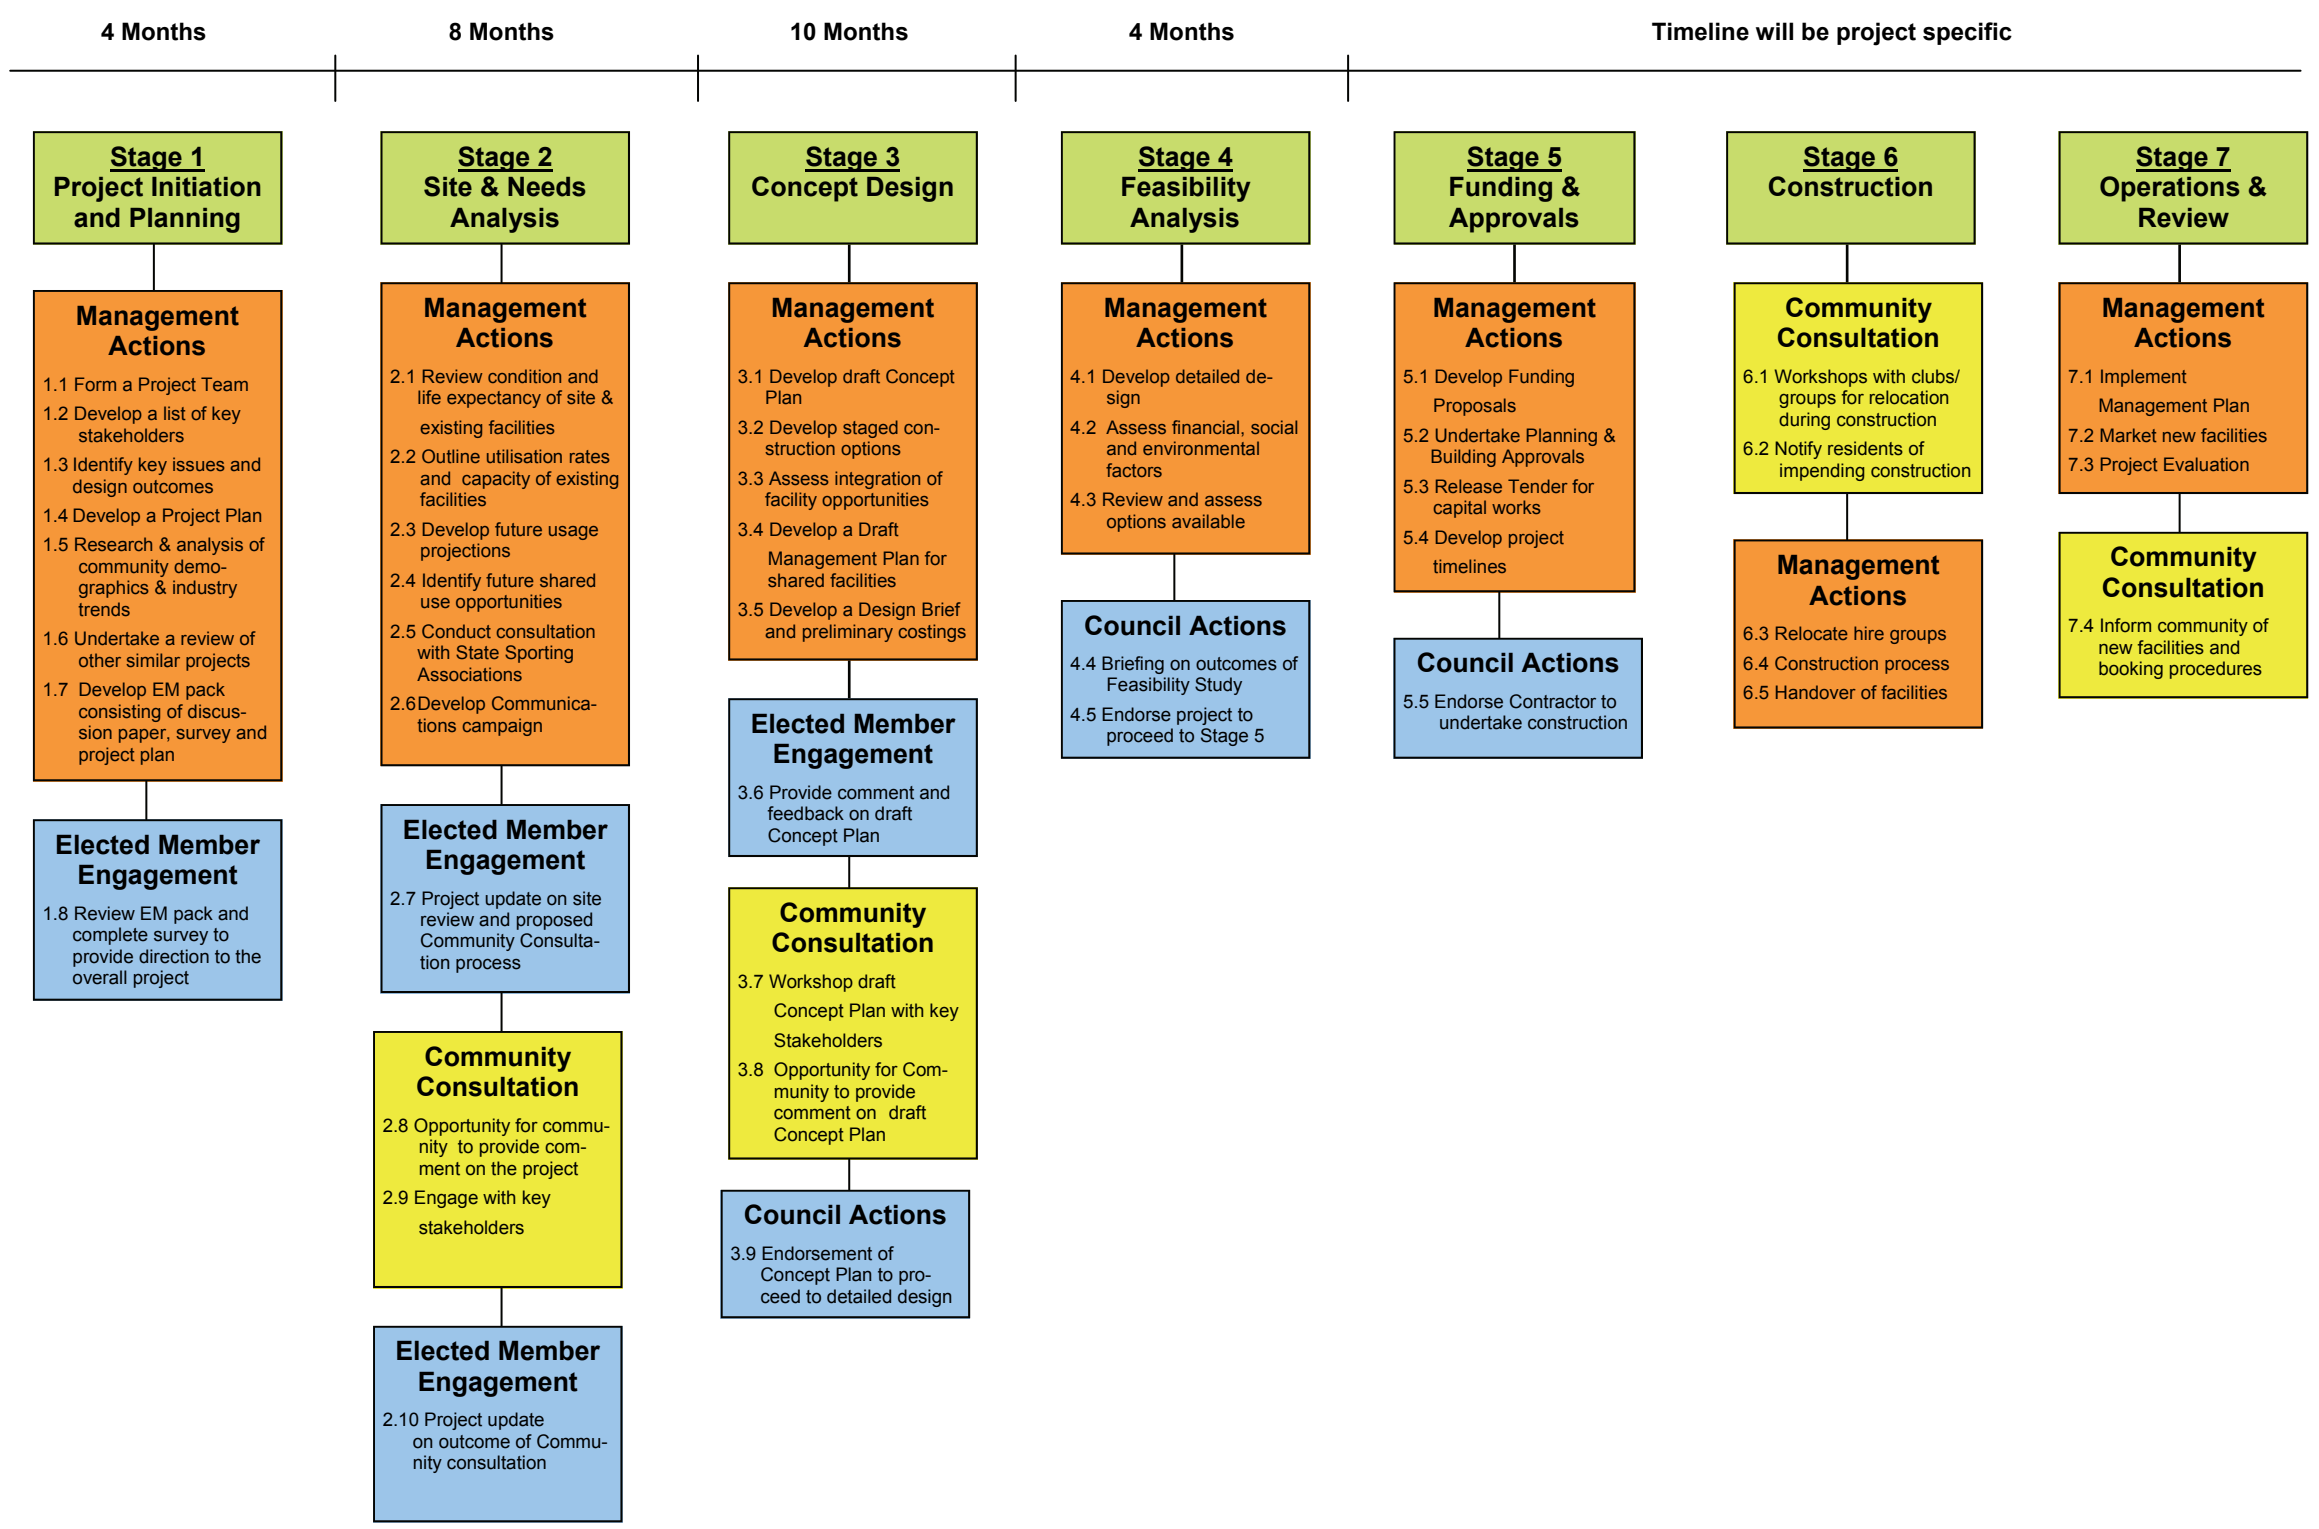 4 Months
8 Months
10 Months
4 Months
Timeline will be project specific
Stage 1
Project Initiation
and Planning
Management
Actions
1.1 Form a Project Team
1.2 Develop a list of key
stakeholders
1.3 Identify key issues and
design outcomes
1.4 Develop a Project Plan
1.5 Research & analysis of
community demo-
graphics & industry
trends
1.6 Undertake a review of
other similar projects
1.7 Develop EM pack
consisting of discus-
sion paper, survey and
project plan
Elected Member
Engagement
1.8 Review EM pack and
complete survey to
provide direction to the
overall project
Stage 2
Site & Needs
Analysis
Management
Actions
2.1 Review condition and
life expectancy of site &
existing facilities
2.2 Outline utilisation rates
and capacity of existing
facilities
2.3 Develop future usage
projections
2.4 Identify future shared
use opportunities
2.5 Conduct consultation
with State Sporting
Associations
2.6Develop Communica-
tions campaign
Elected Member
Engagement
2.7 Project update on site
review and proposed
Community Consulta-
tion process
Community
Consultation
2.8 Opportunity for commu-
nity to provide com-
ment on the project
2.9 Engage with key
stakeholders
Elected Member
Engagement
2.10 Project update
on outcome of Commu-
nity consultation
Stage 3
Concept Design
Management
Actions
3.1 Develop draft Concept
Plan
3.2 Develop staged con-
struction options
3.3 Assess integration of
facility opportunities
3.4 Develop a Draft
Management Plan for
shared facilities
3.5 Develop a Design Brief
and preliminary costings
Elected Member
Engagement
3.6 Provide comment and
feedback on draft
Concept Plan
Community
Consultation
3.7 Workshop draft
Concept Plan with key
Stakeholders
3.8 Opportunity for Com-
munity to provide
comment on draft
Concept Plan
Council Actions
3.9 Endorsement of
Concept Plan to pro-
ceed to detailed design
Stage 4
Feasibility
Analysis
Management
Actions
4.1 Develop detailed de-
sign
4.2 Assess financial, social
and environmental
factors
4.3 Review and assess
options available
Council Actions
4.4 Briefing on outcomes of
Feasibility Study
4.5 Endorse project to
proceed to Stage 5
Stage 5
Funding &
Approvals
Management
Actions
5.1 Develop Funding
Proposals
5.2 Undertake Planning &
Building Approvals
5.3 Release Tender for
capital works
5.4 Develop project
timelines
Council Actions
5.5 Endorse Contractor to
undertake construction
Stage 6
Construction
Community
Consultation
6.1 Workshops with clubs/
groups for relocation
during construction
6.2 Notify residents of
impending construction
Management
Actions
6.3 Relocate hire groups
6.4 Construction process
6.5 Handover of facilities
Stage 7
Operations &
Review
Management
Actions
7.1 Implement
Management Plan
7.2 Market new facilities
7.3 Project Evaluation
Community
Consultation
7.4 Inform community of
new facilities and
booking procedures